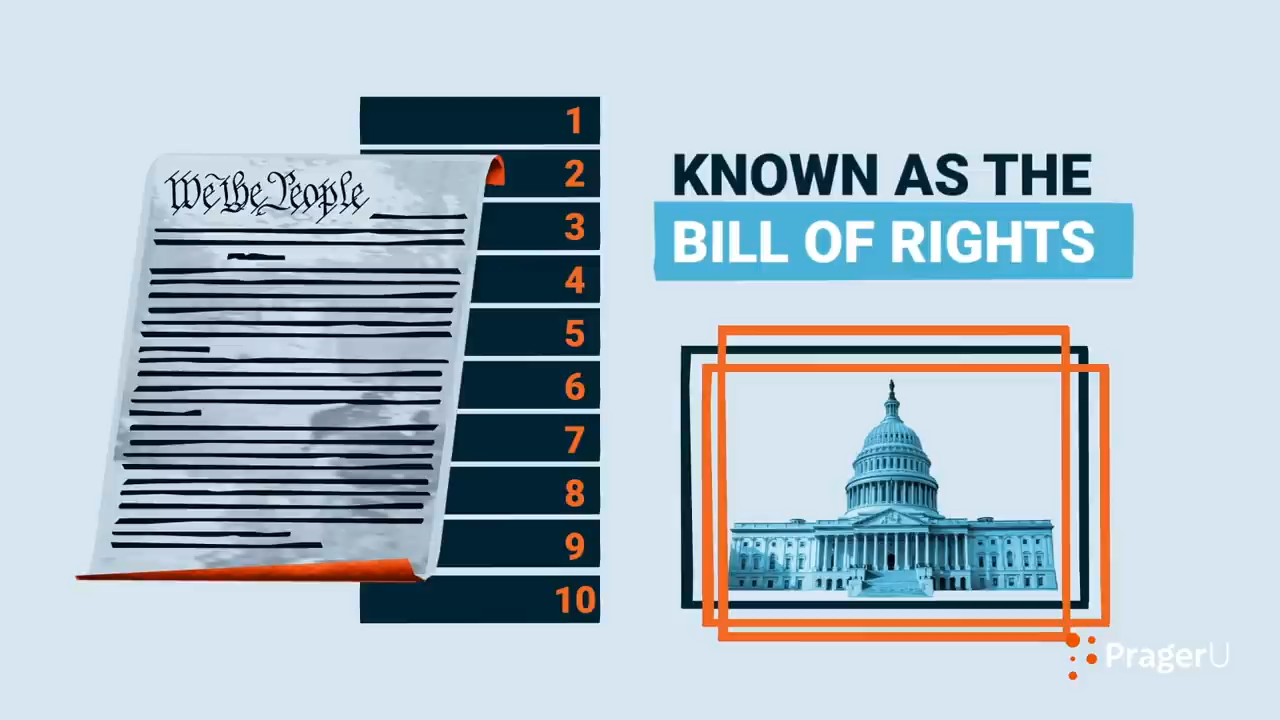 We the People
1
2
3
4
5
6
7
8
9
10
KNOWN AS THE
BILL OF RIGHTS
PragerU